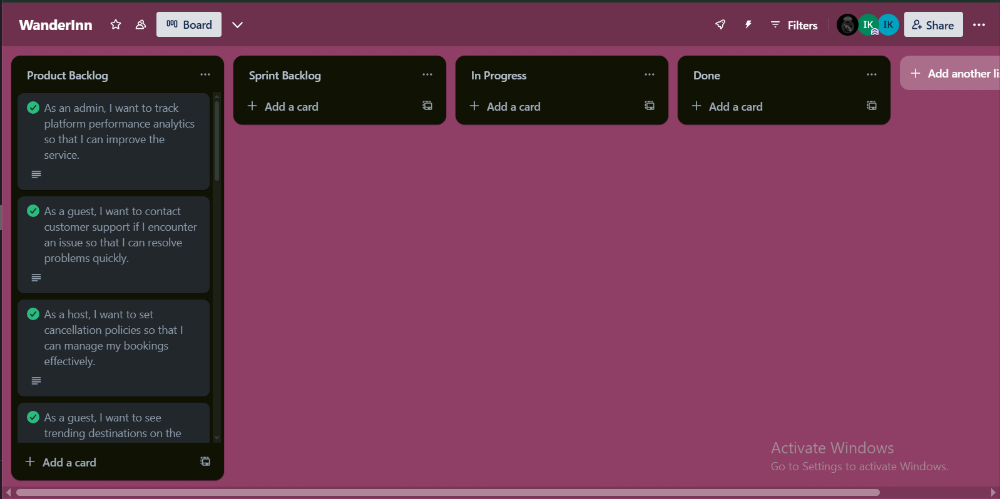 WanderInn
Board
Filters
IK
IK
Share
Product Backlog
As an admin, I want to track
platform performance analytics
so that I can improve the
service.
As a guest, I want to contact
customer support if I encounter
an issue so that I can resolve
problems quickly.
As a host, I want to set
cancellation policies so that I
can manage my bookings
effectively.
As a guest, I want to see
trending destinations on the
Add a card
Sprint Backlog
Add a card
In Progress
Add a card
Done
Add a card
Add another li
Activate Windows
Go to Settings to activate Windows.